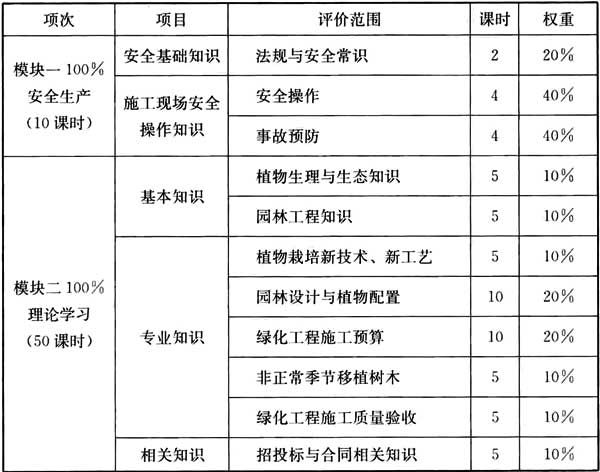 项次 项目 评价范围 课时 权重
模块一 100%
安全生产
（10 课时）
安全基础知识 法规与安全常识 2 20%
施工现场安全
操作知识
安全操作 4 40%
事故预防 4 40%
模块二 100%
理论学习
（50 课时）
基本知识
植物生理与生态知识 5 10%
园林工程知识 5 10%
专业知识
植物栽培新技术、新工艺 5 10%
园林设计与植物配置 10 20%
绿化工程施工预算 10 20%
非正常季节移植树木 5 10%
绿化工程施工质量验收 5 10%
相关知识 招投标与合同相关知识 5 10%